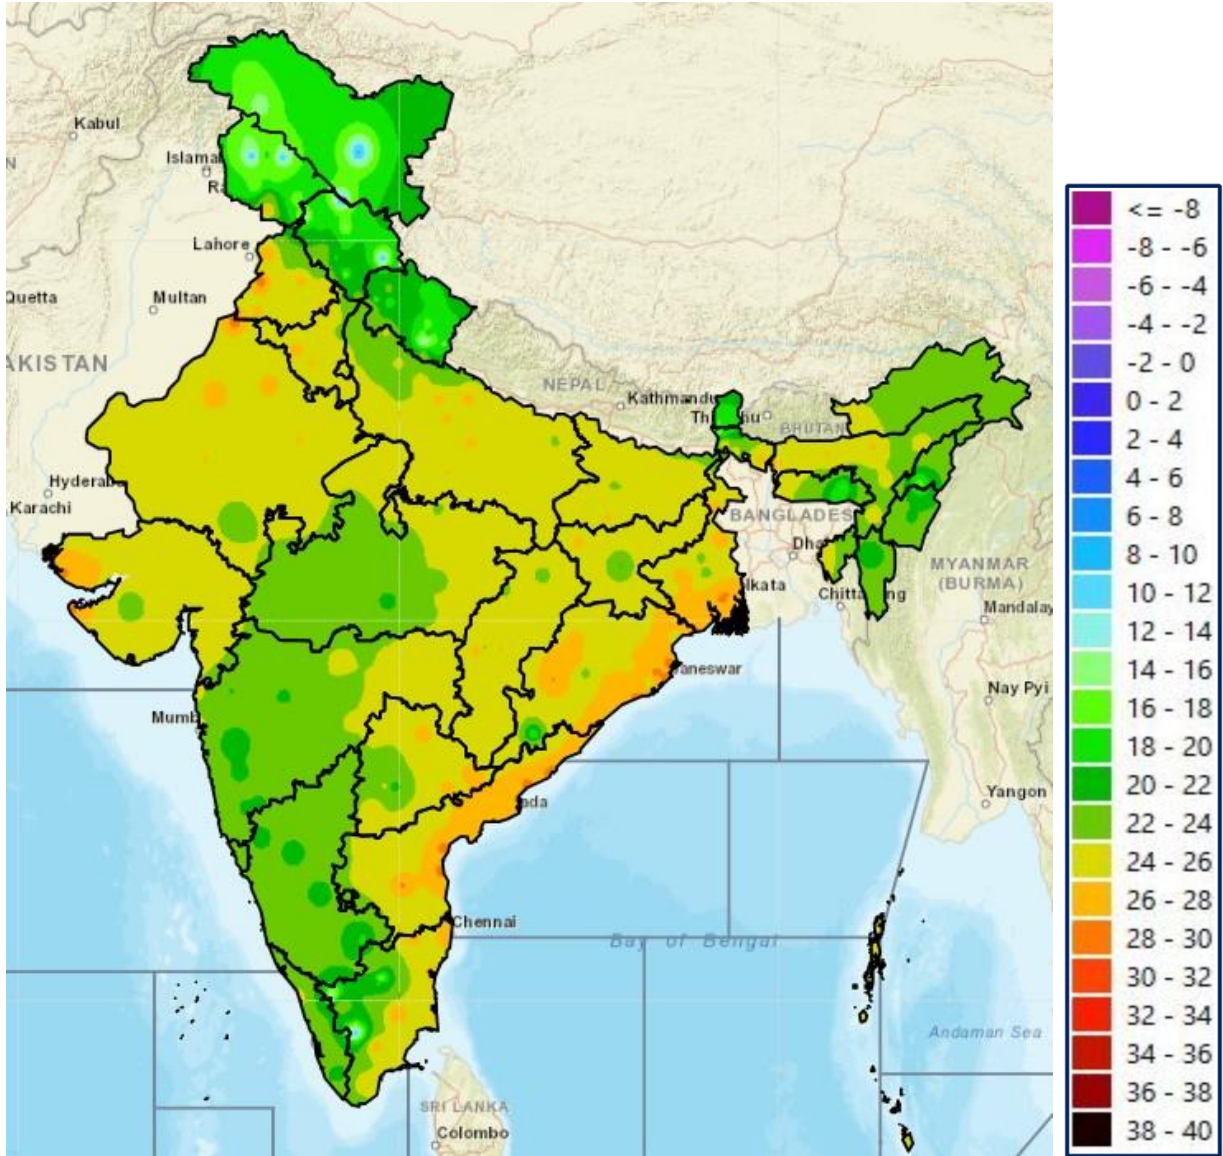 Kabul
Islama
Ra
Lahore
Quetta
Multan
AKISTAN
NEPAL
Kathmandu
Th
hu
BHUTAN
Hyderab
Karachi
BANGLADES
Dha
MYANMAR
(BURMA)
lkata
Chitta
ng
Mandalay
aneswar
Nay Pyi
Mumb
Yangon
ada
Chennai
Bay of Bengal
Andaman Sea
SRI LANKA
Colombo
<= -8
-8 - -6
-6 - -4
-4 - -2
-2 - 0
0 - 2
2 - 4
4 - 6
6 - 8
8 - 10
10 - 12
12 - 14
14 - 16
16 - 18
18 - 20
20 - 22
22 - 24
24 - 26
26 - 28
28 - 30
30 - 32
32 - 34
34 - 36
36 - 38
38 - 40